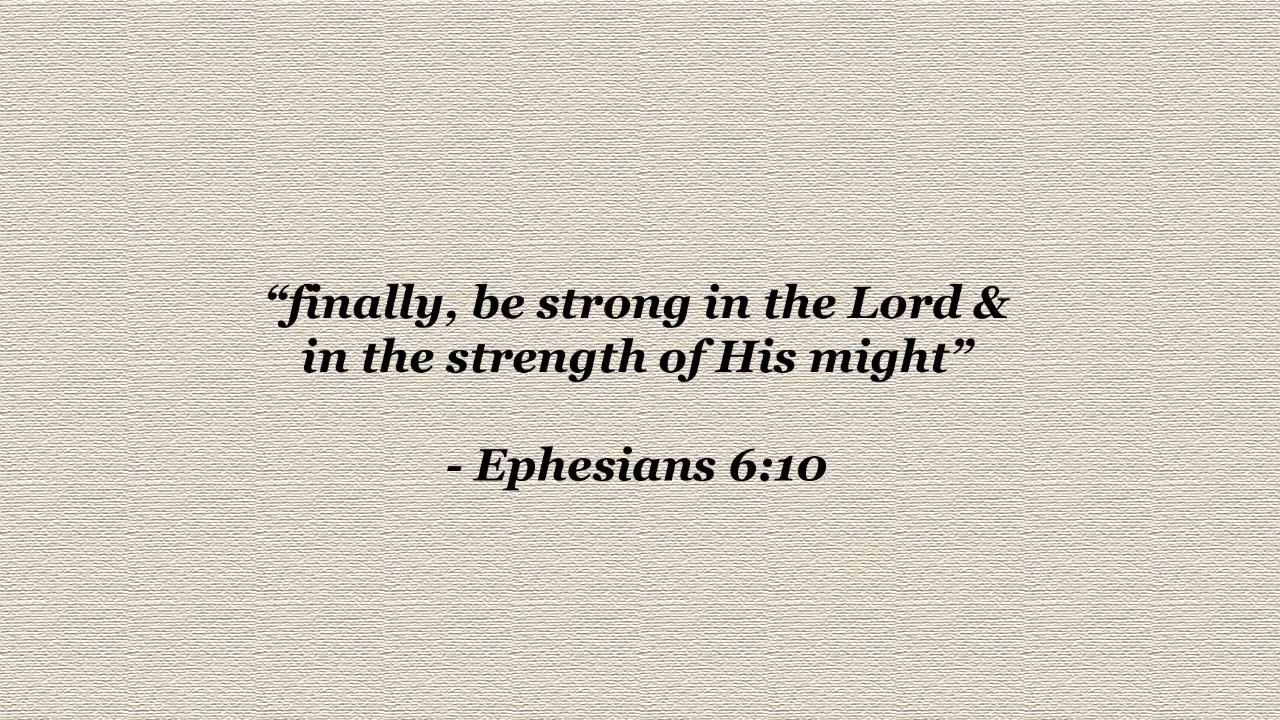 “finally, be strong in the Lord &
in the strength of His might”
- Ephesians 6:10